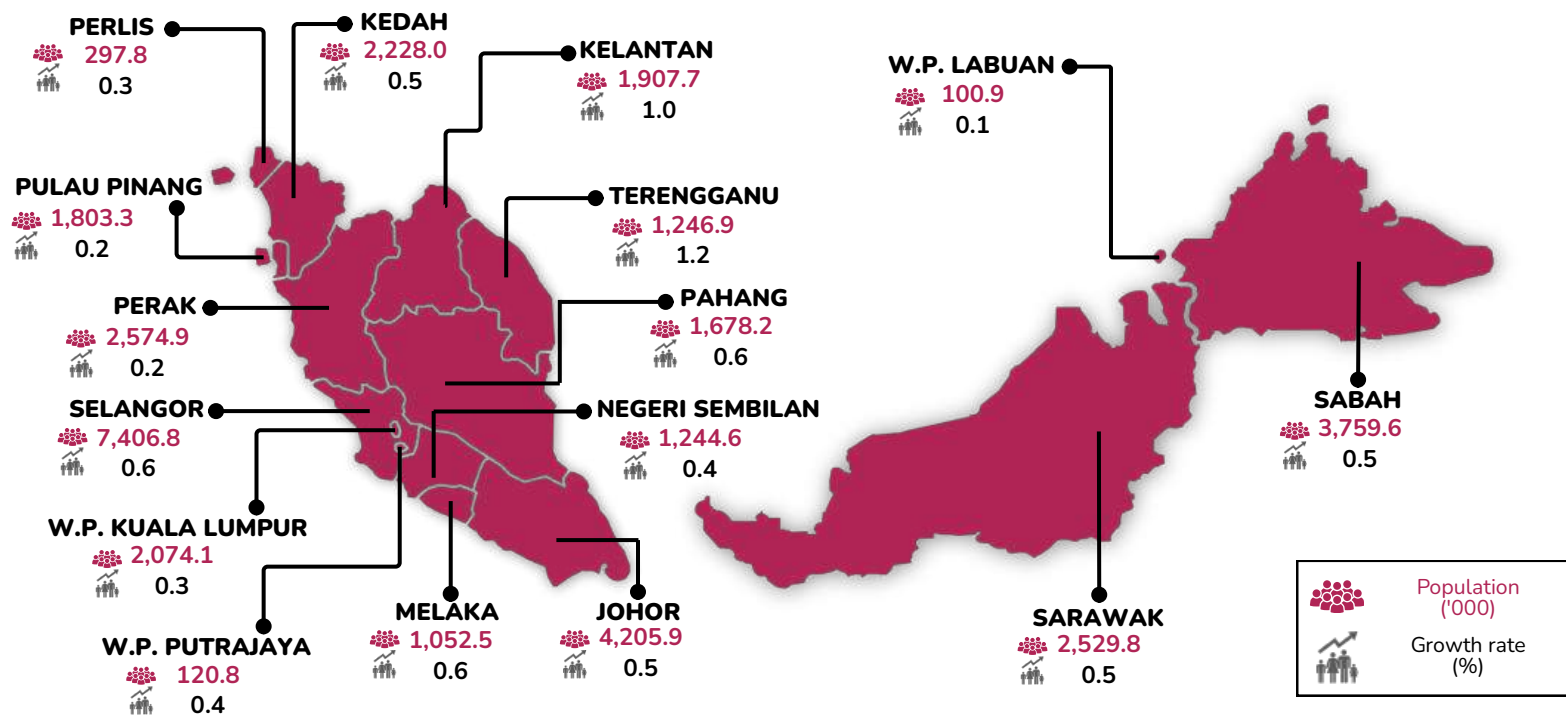 PERLIS
297.8
0.3
KEDAH
2,228.0
0.5
KELANTAN
1,907.7
1.0
W.P. LABUAN
100.9
0.1
PULAU PINANG
1,803.3
0.2
TERENGGANU
1,246.9
1.2
PERAK
2,574.9
0.2
PAHANG
1,678.2
0.6
SELANGOR
7,406.8
0.6
NEGERI SEMBILAN
1,244.6
0.4
SABAH
3,759.6
0.5
W.P. KUALA LUMPUR
2,074.1
0.3
W.P. PUTRAJAYA
120.8
0.4
MELAKA
1,052.5
0.6
JOHOR
4,205.9
0.5
SARAWAK
2,529.8
0.5
Population
('000)
Growth rate
(%)